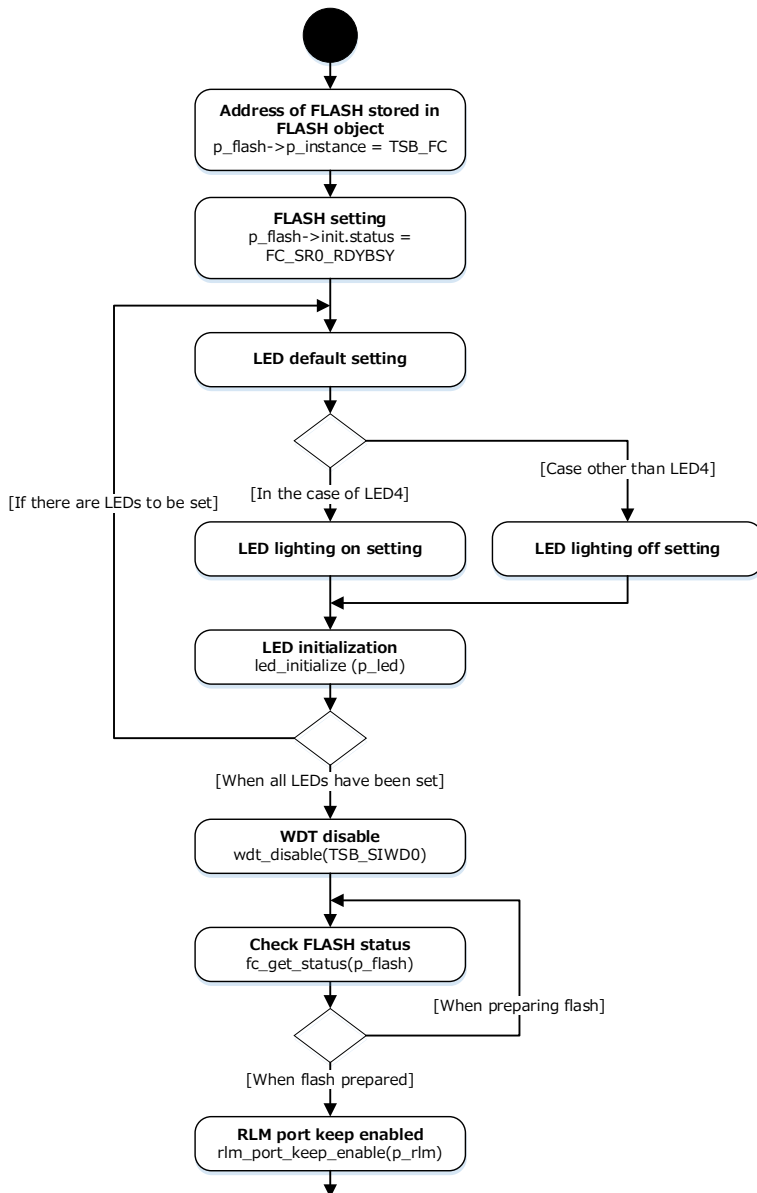 Address of FLASH stored in
FLASH object
p_flash->p_instance = TSB_FC
FLASH setting
p_flash->init.status =
FC_SR0_RDYBSY
LED default setting
[Case other than LED4]
[In the case of LED4]
[If there are LEDs to be set]
LED lighting on setting
LED lighting off setting
LED initialization
led_initialize (p_led)
[When all LEDs have been set]
WDT disable
wdt_disable(TSB_SIWD0)
Check FLASH status
fc_get_status(p_flash)
[When preparing flash]
[When flash prepared]
RLM port keep enabled
rlm_port_keep_enable(p_rlm)